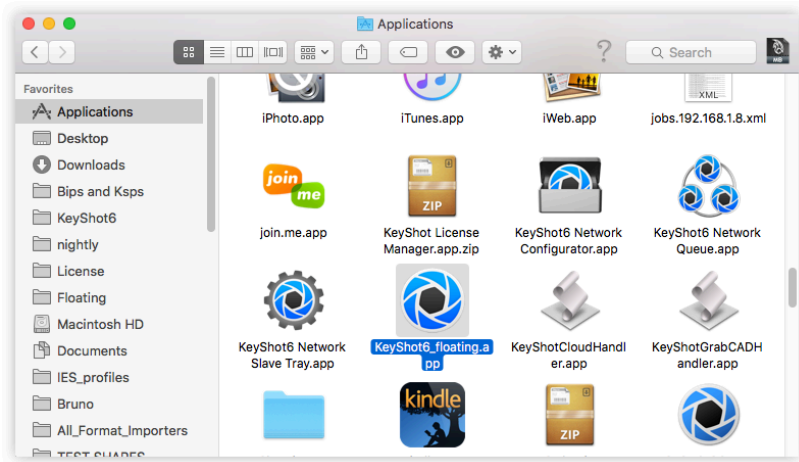 Applications
Search
MB
Favorites
Applications
Desktop
Downloads
Bips and Ksps
KeyShot6
nightly
License
Floating
Macintosh HD
Documents
IES_profiles
Bruno
All_Format_Importers
TEST SHAPES
XML
iPhoto.app
iTunes.app
iWeb.app
jobs.192.168.1.8.xml
join
me
ZIP
join.me.app
KeyShot License
Manager.app.zip
KeyShot6 Network
Configurator.app
KeyShot6 Network
Queue.app
KeyShot6 Network
Slave Tray.app
KeyShot6_floating.a
pp
KeyShotCloudHandl
er.app
KeyShotGrabCADH
andler.app
kindle
ZIP